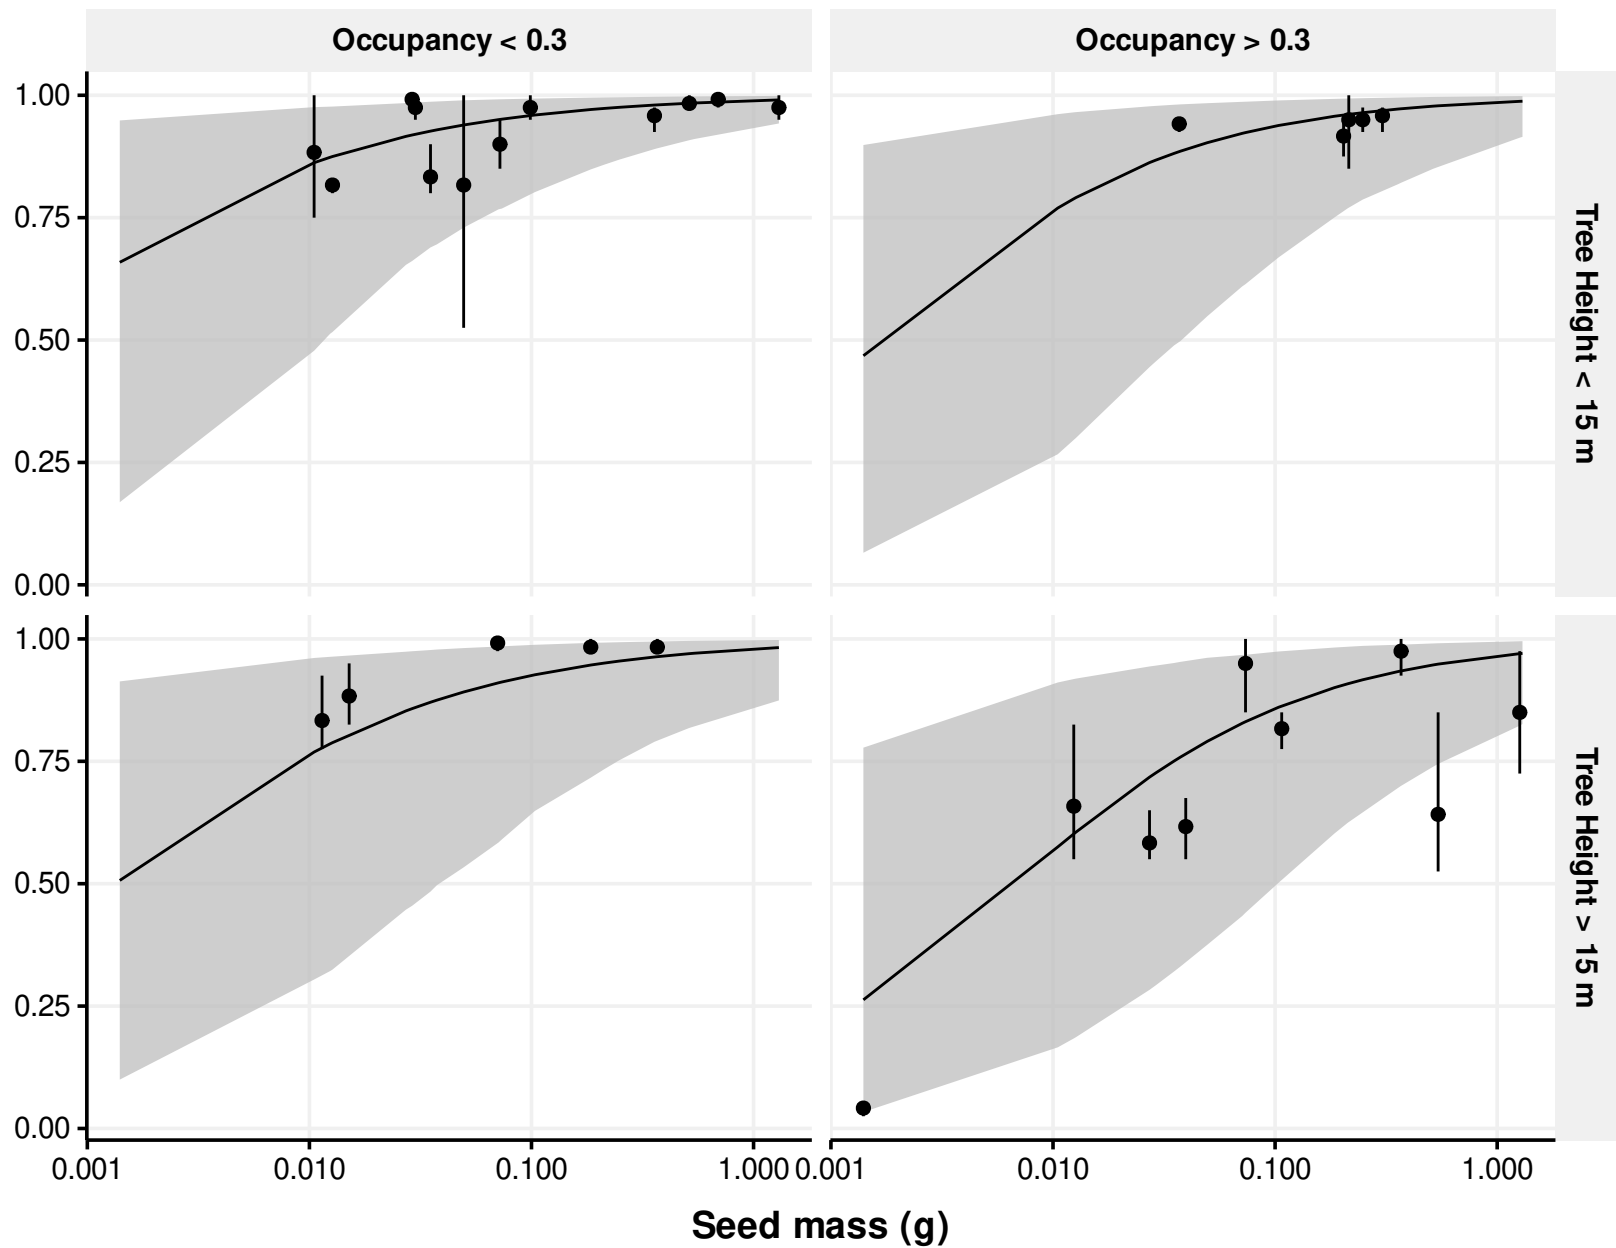 Occupancy < 0.3
Occupancy > 0.3
1.00
0.75
0.50
0.25
0.00
Tree Height < 15 m
1.00
0.75
0.50
0.25
0.00
Tree Height > 15 m
0.001 0.010 0.100 1.000 0.001 0.010 0.100 1.000
Seed mass (g)